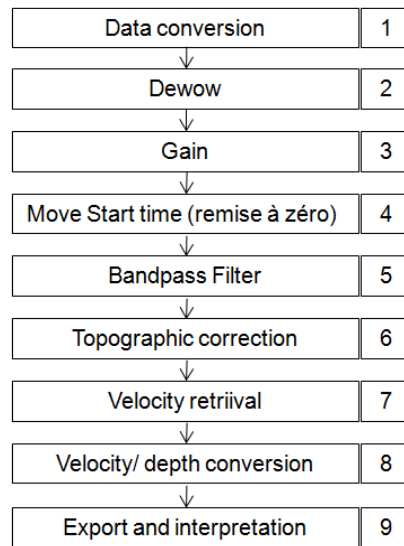 Data conversion 1
Dewow 2
Gain 3
Move Start time (remise à zéro) 4
Bandpass Filter 5
Topographic correction 6
Velocity retriival 7
Velocity/ depth conversion 8
Export and interpretation 9